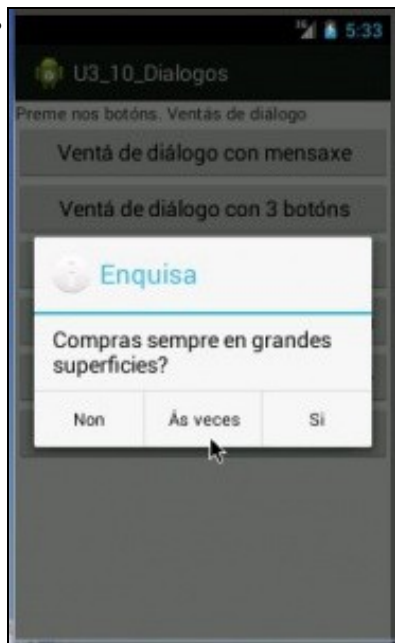 3G 5:33
U3_10_Dialogos
Preme nos botóns. Ventás de diálogo
Ventá de diálogo con mensaxe
Ventá de diálogo con 3 botóns
Enquisa
Compras sempre en grandes
superficies?
Non Ás veces Si